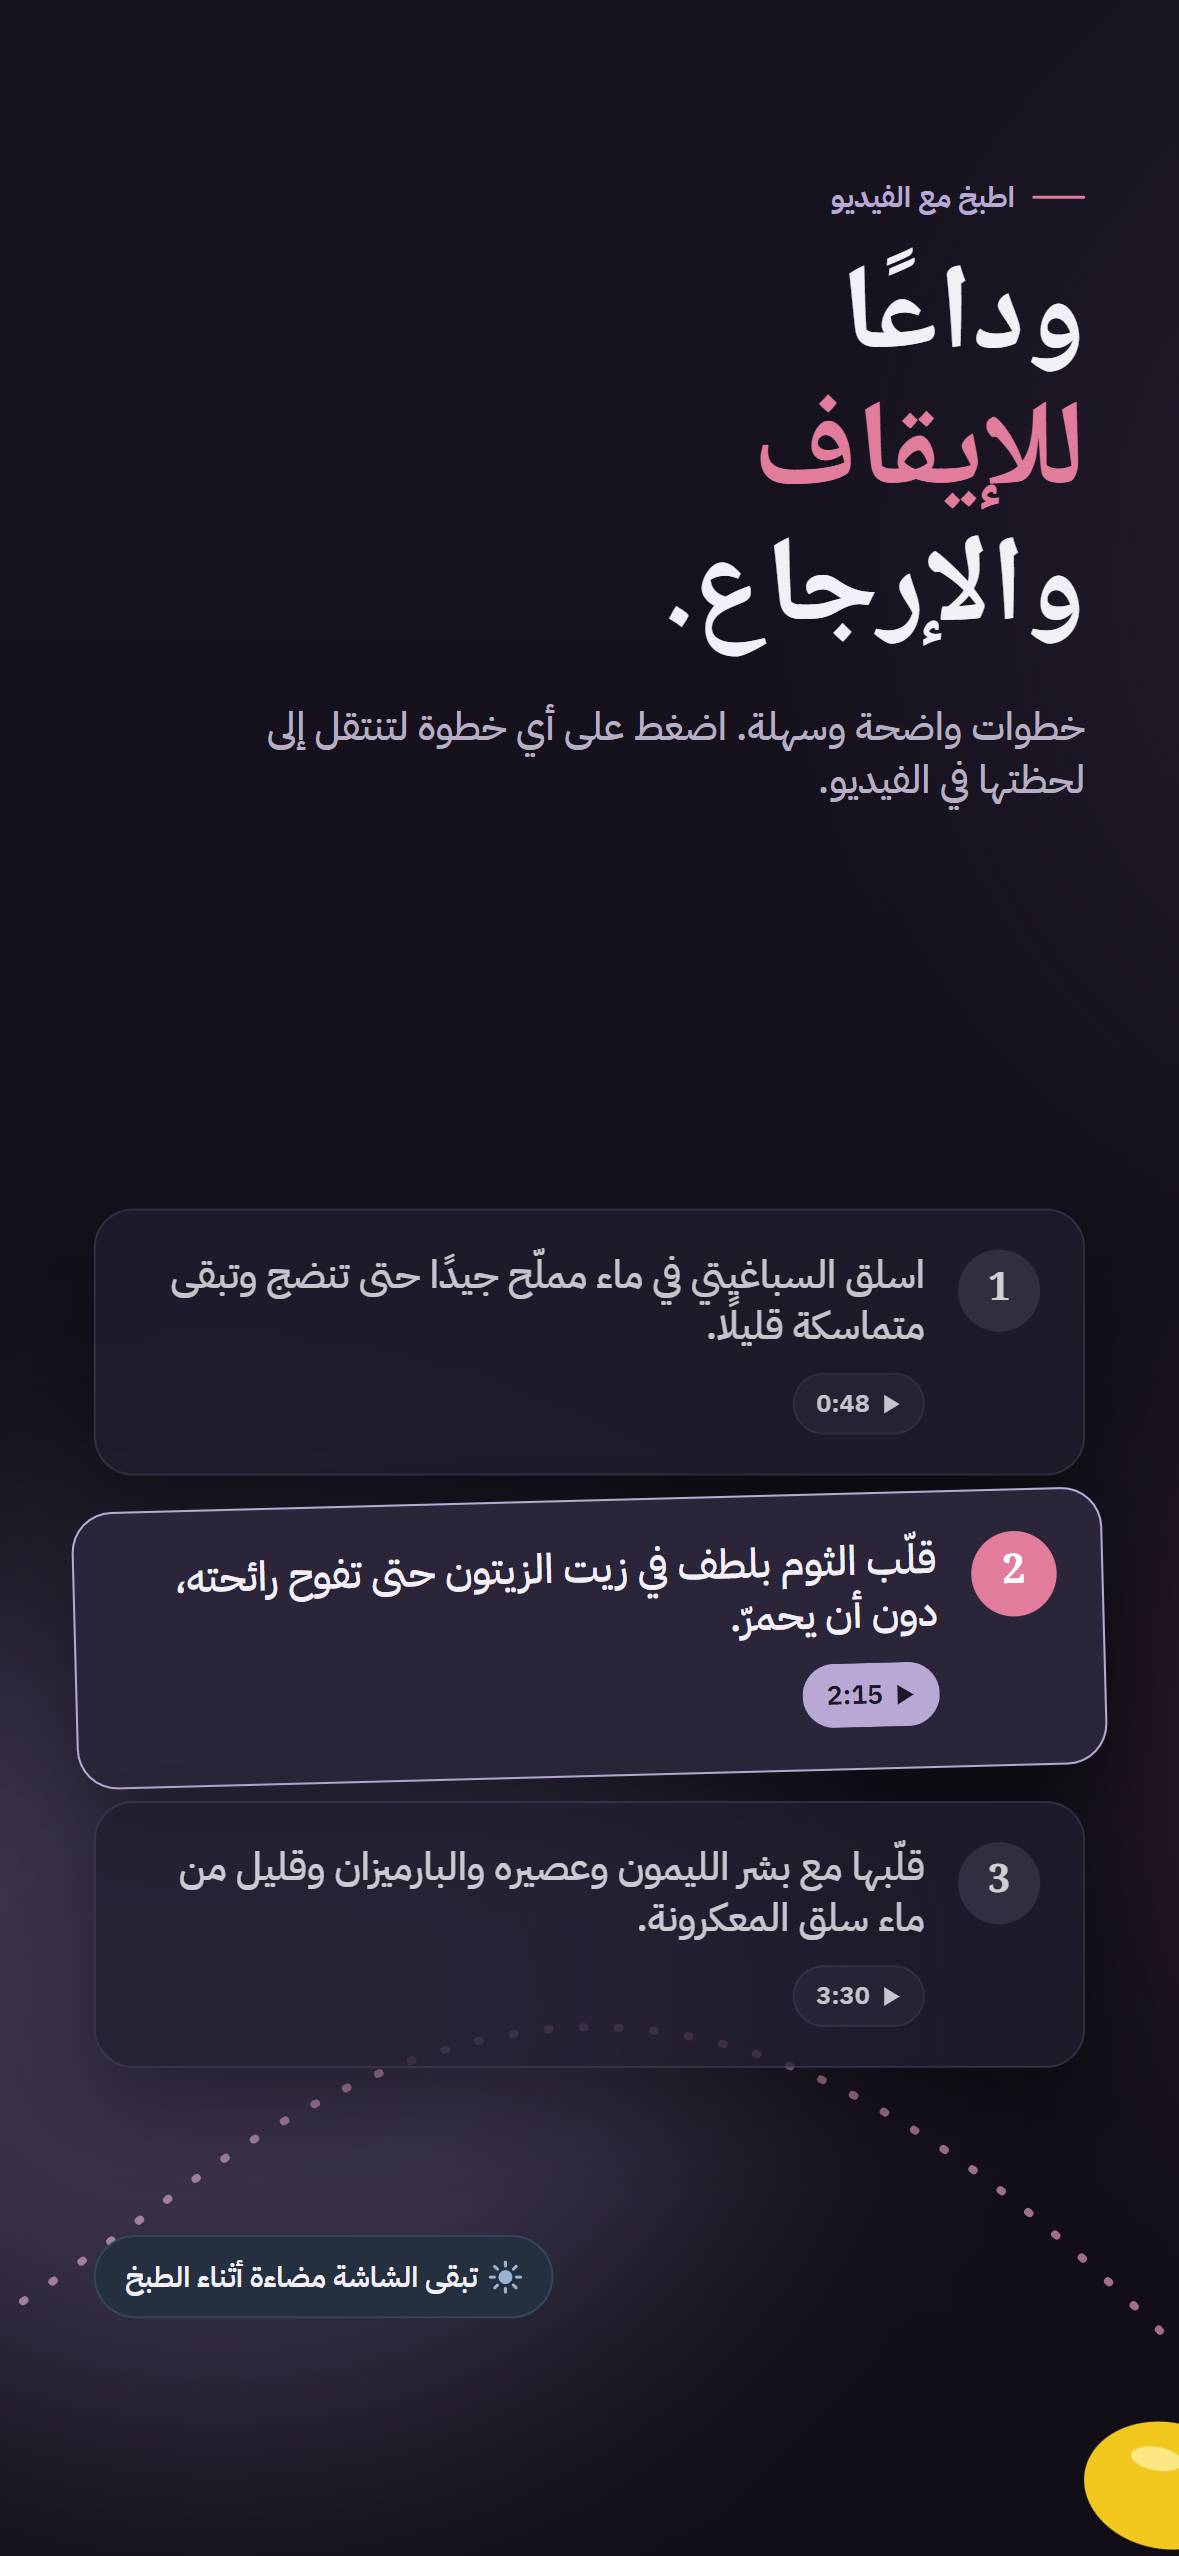 اطبخ مع الفيديو
وداعًا
للإيقاف
والإرجاع.
خطوات واضحة وسهلة. اضغط على أي خطوة لتنتقل إلى
لحظتها في الفيديو.
1
اسلق السباغيتي في ماء مملّح جيدًا حتى تنضج وتبقى
متماسكة قليلًا.
0:48
2
قلّب الثوم بلطف في زيت الزيتون حتى تفوح رائحته،
دون أن يحمرّ.
2:15
3
قلّبها مع بشر الليمون وعصيره والبارميزان وقليل من
ماء سلق المعكرونة.
3:30
تبقى الشاشة مضاءة أثناء الطبخ